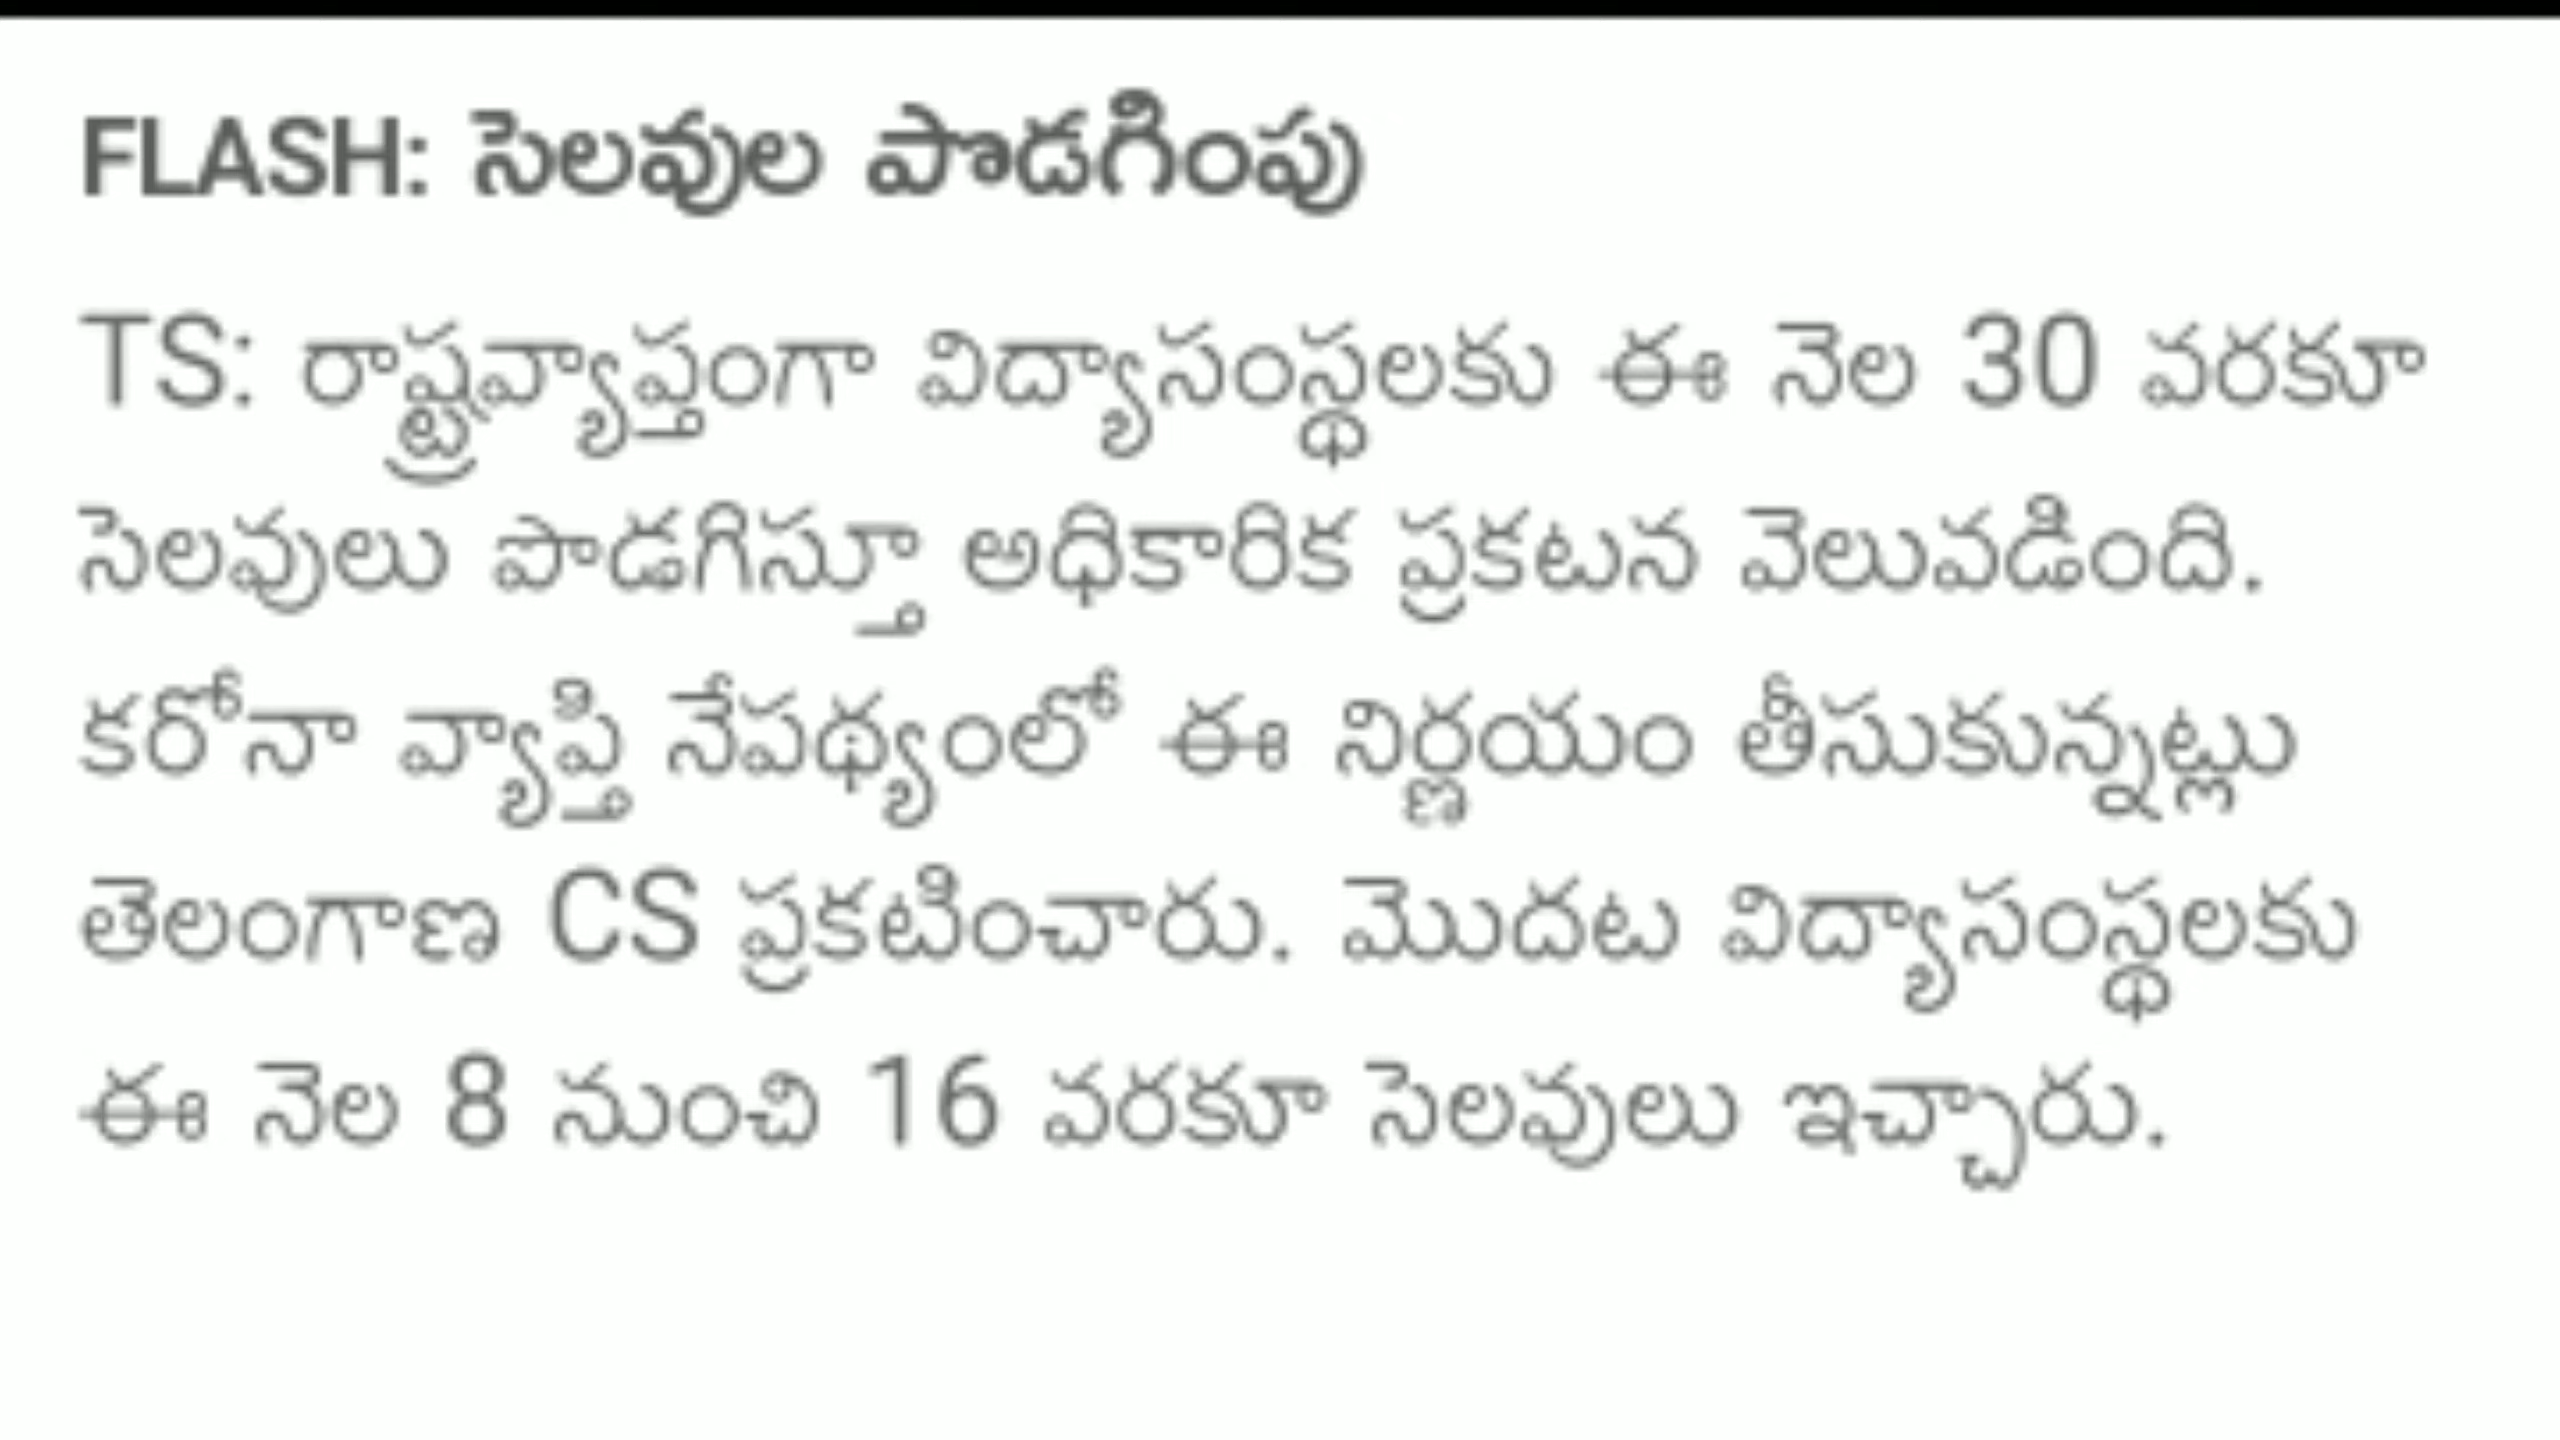 FLASH: సెలవుల పొడగింపు
TS: రాష్ట్రవ్యాప్తంగా విద్యాసంస్థలకు ఈ నెల 30 వరకూ
సెలవులు పొడగిస్తూ అధికారిక ప్రకటన వెలువడింది.
కరోనా వ్యాప్తి నేపథ్యంలో ఈ నిర్ణయం తీసుకున్నట్లు
తెలంగాణ CS ప్రకటించారు. మొదట విద్యాసంస్థలకు
ఈ నెల 8 నుంచి 16 వరకూ సెలవులు ఇచ్చారు.